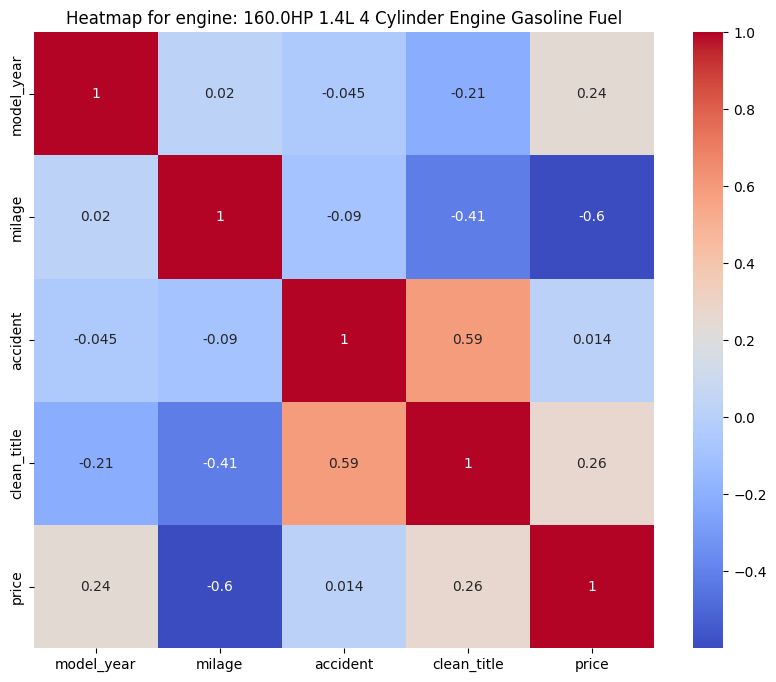 Heatmap for engine: 160.0HP 1.4L 4 Cylinder Engine Gasoline Fuel
model_year 1 0.02 -0.045 -0.21 0.24
milage 0.02 1 -0.09 -0.41 -0.6
accident -0.045 -0.09 1 0.59 0.014
clean_title -0.21 -0.41 0.59 1 0.26
price 0.24 -0.6 0.014 0.26 1
model_year milage accident clean_title price
1.0
0.8
0.6
0.4
0.2
0.0
−0.2
−0.4